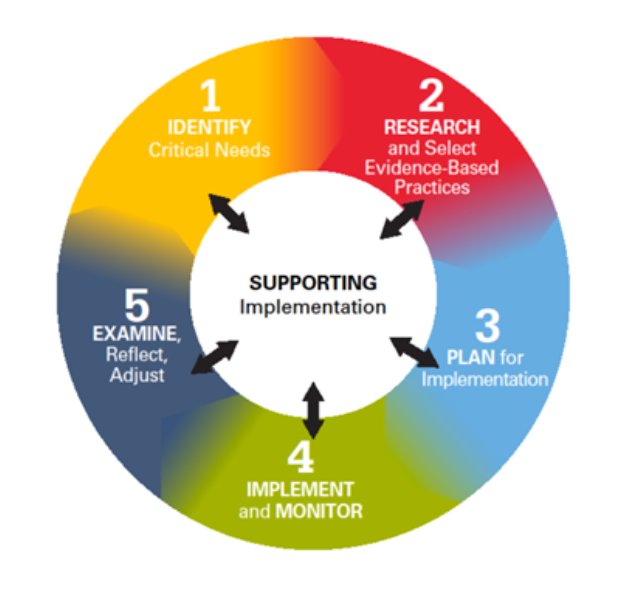 1
IDENTIFY
Critical Needs
2
RESEARCH
and Select
Evidence-Based
Practices
3
PLAN for
Implementation
4
IMPLEMENT
and MONITOR
5
EXAMINE,
Reflect,
Adjust
SUPPORTING
Implementation